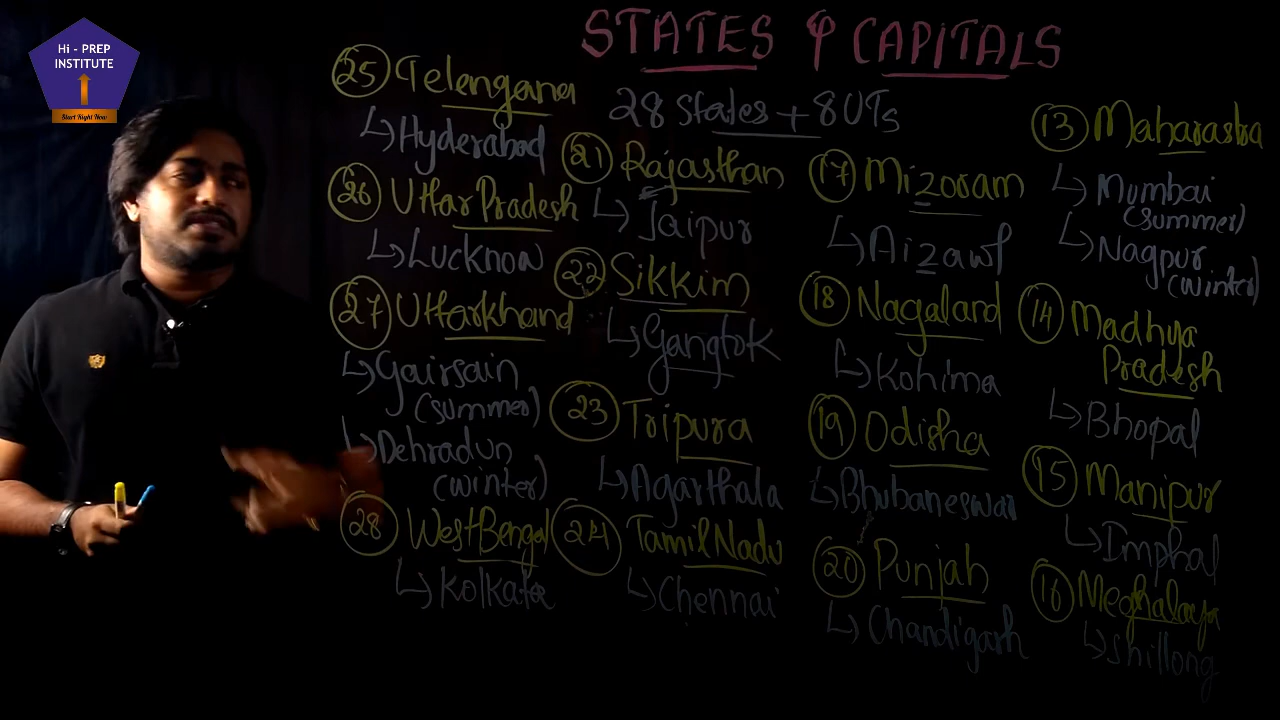 Hi - PREP
INSTITUTE
Start Right Now
STATES & CAPITALS
28 States + 8UTs
13 Maharastra
Mumbai
(summer)
Nagpur
(winter)
14 Madhya
Pradesh
Bhopal
15 Manipur
Imphal
16 Meghalaya
Shillong
17 Mizoram
Aizawl
18 Nagaland
Kohima
19 Odisha
Bhubaneswar
20 Punjab
Chandigarh
21 Rajasthan
Jaipur
22 Sikkim
Gangtok
23 Tripura
Agarthala
24 Tamil Nadu
Chennai
25 Telengana
Hyderabad
26 Uttar Pradesh
Lucknow
27 Uttarkhand
Gairsain
(summer)
Dehradun
(winter)
28 West Bengal
Kolkata